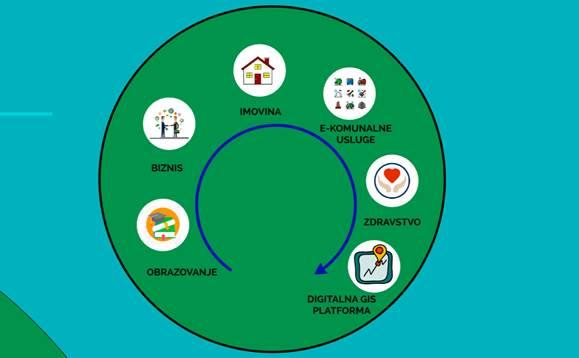 IMOVINA
E-KOMUNALNE
USLUGE
BIZNIS
ZDRAVSTVO
OBRAZOVANJE
DIGITALNA GIS
PLATFORMA